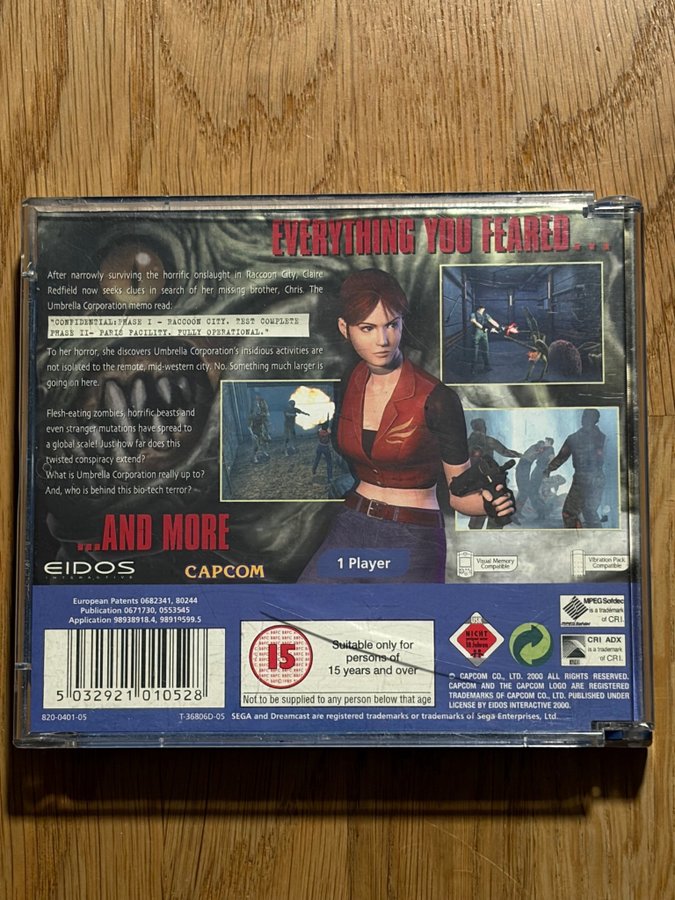 EVERYTHING YOU FEARED...
After narrowly surviving the horrific onslaught in Raccoon City, Claire
Redfield now seeks clues in search of her missing brother, Chris. The
Umbrella Corporation memo read:
"CONFIDENTIAL:PHASE I - RACCOON CITY. TEST COMPLETE
PHASE II- PARIS FACILITY. FULLY OPERATIONAL."
To her horror, she discovers Umbrella Corporation's insidious activities are
not isolated to the remote, mid-western city. No. Something much larger is
going on here.
Flesh-eating zombies, horrific beasts and
even stranger mutations have spread to
a global scale! Just how far does this
twisted conspiracy extend?
What is Umbrella Corporation really up to?
And, who is behind this bio-tech terror?
...AND MORE
EIDOS
INTERACTIVE
CAPCOM
1 Player
Visual Memory
Compatible
Vibration Pack
Compatible
European Patents 0682341, 80244
Publication 0671730, 0553545
Application 98938918.4, 98919599.5
5 032921 010528
820-0401-05
15
Suitable only for
persons of
15 years and over
Not to be supplied to any person below that age
USK
NICHT
MPEG Sofdec
is a trademark
of CRI.
CRI ADX
is a trademark
of CRI.
© CAPCOM CO., LTD. 2000 ALL RIGHTS RESERVED.
CAPCOM AND THE CAPCOM LOGO ARE REGISTERED
TRADEMARKS OF CAPCOM CO., LTD. PUBLISHED UNDER
LICENSE BY EIDOS INTERACTIVE 2000.
T-36806D-05 SEGA and Dreamcast are registered trademarks or trademarks of Sega Enterprises, Ltd.